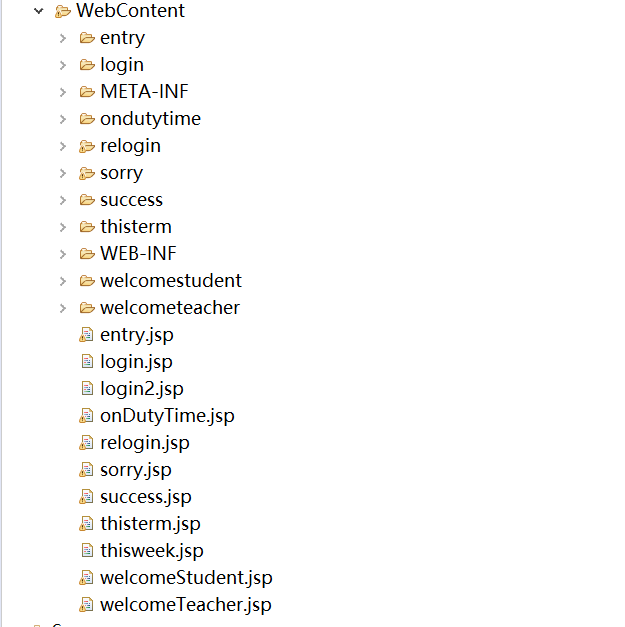 WebContent
entry
login
META-INF
ondutytime
relogin
sorry
success
thisterm
WEB-INF
welcomestudent
welcometeacher
entry.jsp
login.jsp
login2.jsp
onDutyTime.jsp
relogin.jsp
sorry.jsp
success.jsp
thisterm.jsp
thisweek.jsp
welcomeStudent.jsp
welcomeTeacher.jsp